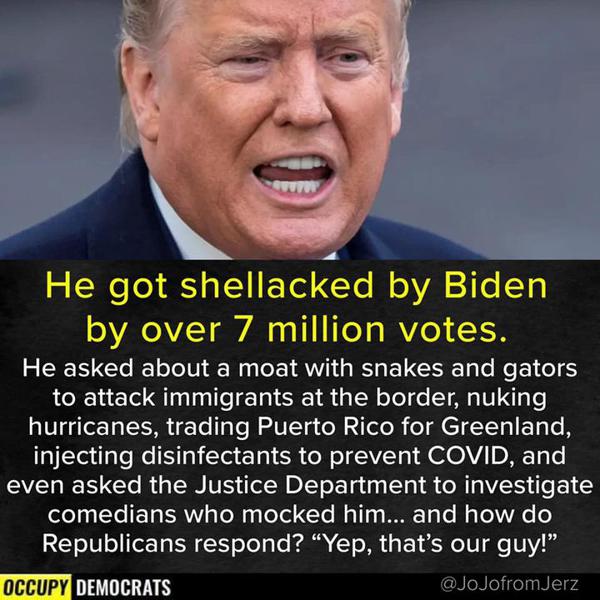 He got shellacked by Biden
by over 7 million votes.
He asked about a moat with snakes and gators
to attack immigrants at the border, nuking
hurricanes, trading Puerto Rico for Greenland,
injecting disinfectants to prevent COVID, and
even asked the Justice Department to investigate
comedians who mocked him... and how do
Republicans respond? “Yep, that’s our guy!”
OCCUPY DEMOCRATS
@JoJofromJerz